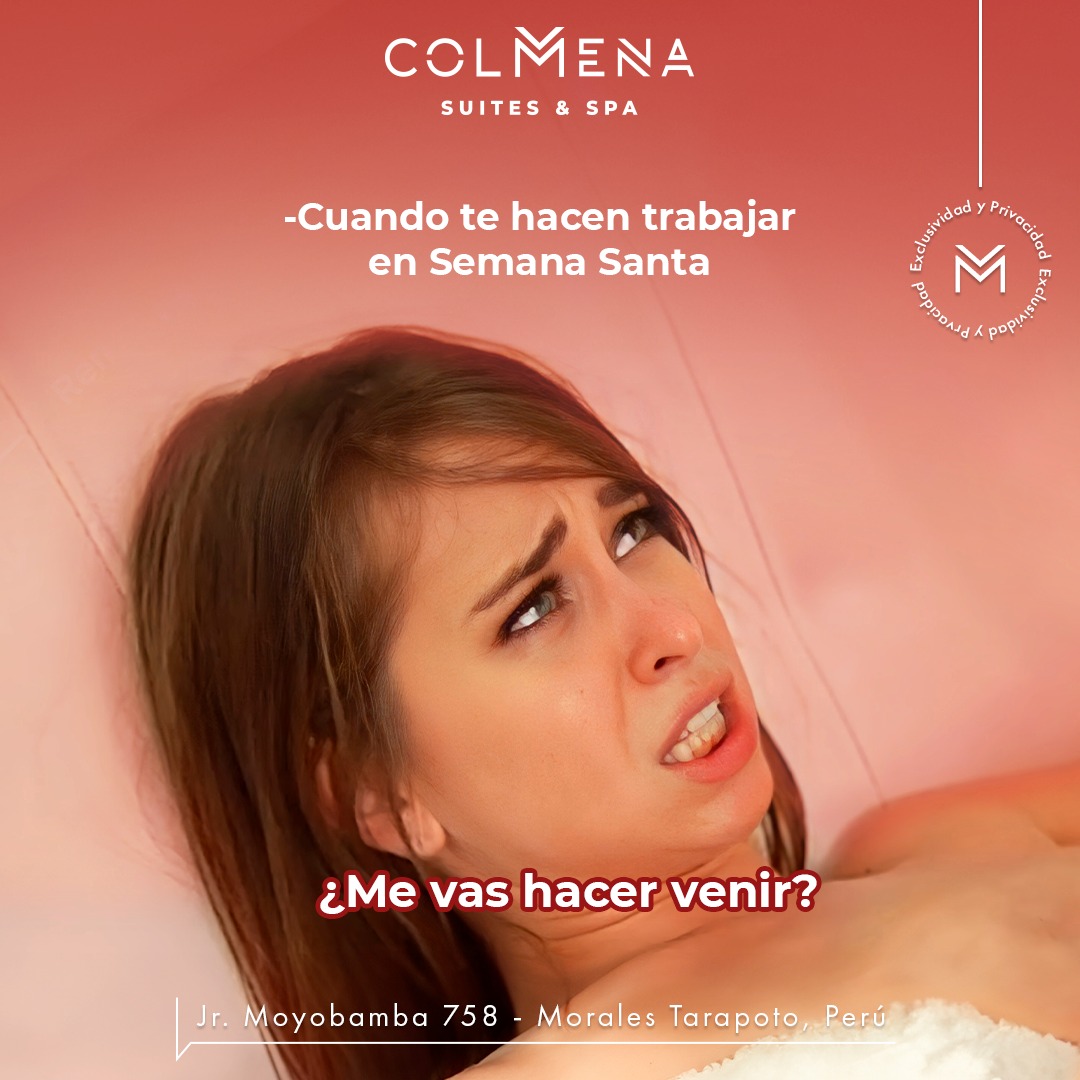 COLMENA
SUITES & SPA
-Cuando te hacen trabajar
en Semana Santa
Exclusividad y Privacidad Exclusividad y Prvacidad
M
¿Me vas hacer venir?
Jr. Moyobamba 758 - Morales Tarapoto, Perú